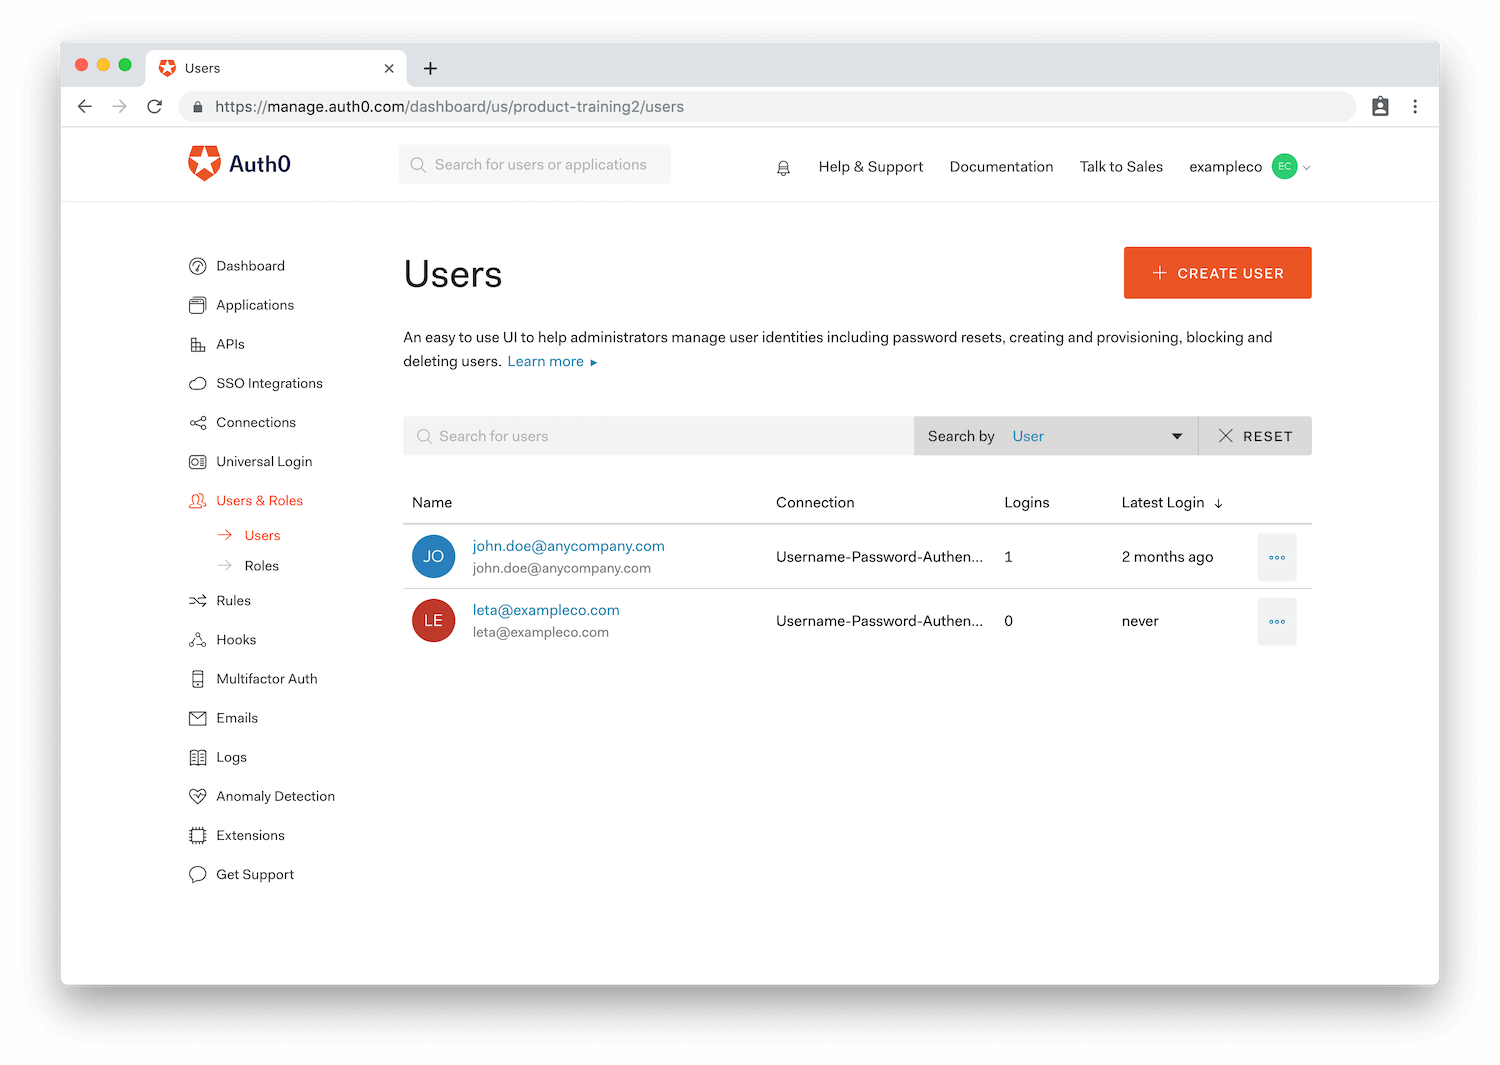 Users
https://manage.auth0.com/dashboard/us/product-training2/users
Auth0
Search for users or applications
Help & Support
Documentation
Talk to Sales
exampleco
EC
Dashboard
Applications
APIs
SSO Integrations
Connections
Universal Login
Users & Roles
Users
Roles
Rules
Hooks
Multifactor Auth
Emails
Logs
Anomaly Detection
Extensions
Get Support
Users
CREATE USER
An easy to use UI to help administrators manage user identities including password resets, creating and provisioning, blocking and
deleting users. Learn more
Search for users
Search by User
RESET
Name Connection Logins Latest Login
JO
john.doe@anycompany.com
john.doe@anycompany.com
Username-Password-Authen... 1 2 months ago
LE
leta@exampleco.com
leta@exampleco.com
Username-Password-Authen... 0 never